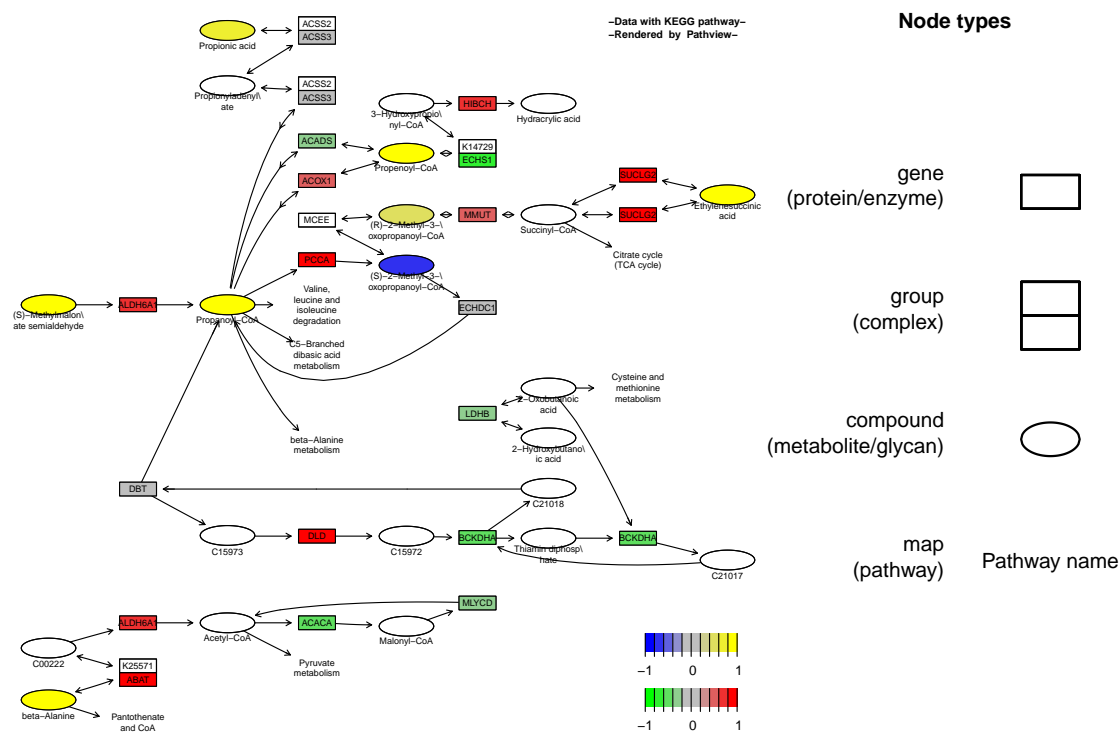 ACSS2
ACSS3
Propionic acid
−Data with KEGG pathway−
−Rendered by Pathview−
Node types
ACSS2
ACSS3
Propionyladenyl\
ate
3−Hydroxypropio\
nyl−CoA
HIBCH
Hydracrylic acid
ACADS
Propenoyl−CoA
K14729
ECHS1
ACOX1
SUCLG2
Ethylenesuccinic
acid
gene
(protein/enzyme)
MCEE
(R)−2−Methyl−3−\
oxopropanoyl−CoA
MMUT
Succinyl−CoA
SUCLG2
Citrate cycle
(TCA cycle)
PCCA
(S)−2−Methyl−3−\
oxopropanoyl−CoA
Valine,
leucine and
isoleucine
degradation
ECHDC1
group
(complex)
(S)−Methylmalon\
ate semialdehyde
ALDH6A1
Propanoyl−CoA
C5−Branched
dibasic acid
metabolism
Cysteine and
methionine
metabolism
2−Oxobutanoic
acid
LDHB
2−Hydroxybutano\
ic acid
compound
(metabolite/glycan)
beta−Alanine
metabolism
DBT
C21018
C15973
DLD
C15972
BCKDHA
Thiamin diphosp\
hate
BCKDHA
C21017
map
(pathway)
Pathway name
MLYCD
ALDH6A1
Acetyl−CoA
ACACA
Malonyl−CoA
C00222
Pyruvate
metabolism
K25571
ABAT
beta−Alanine
Pantothenate
and CoA
−1 0 1
−1 0 1